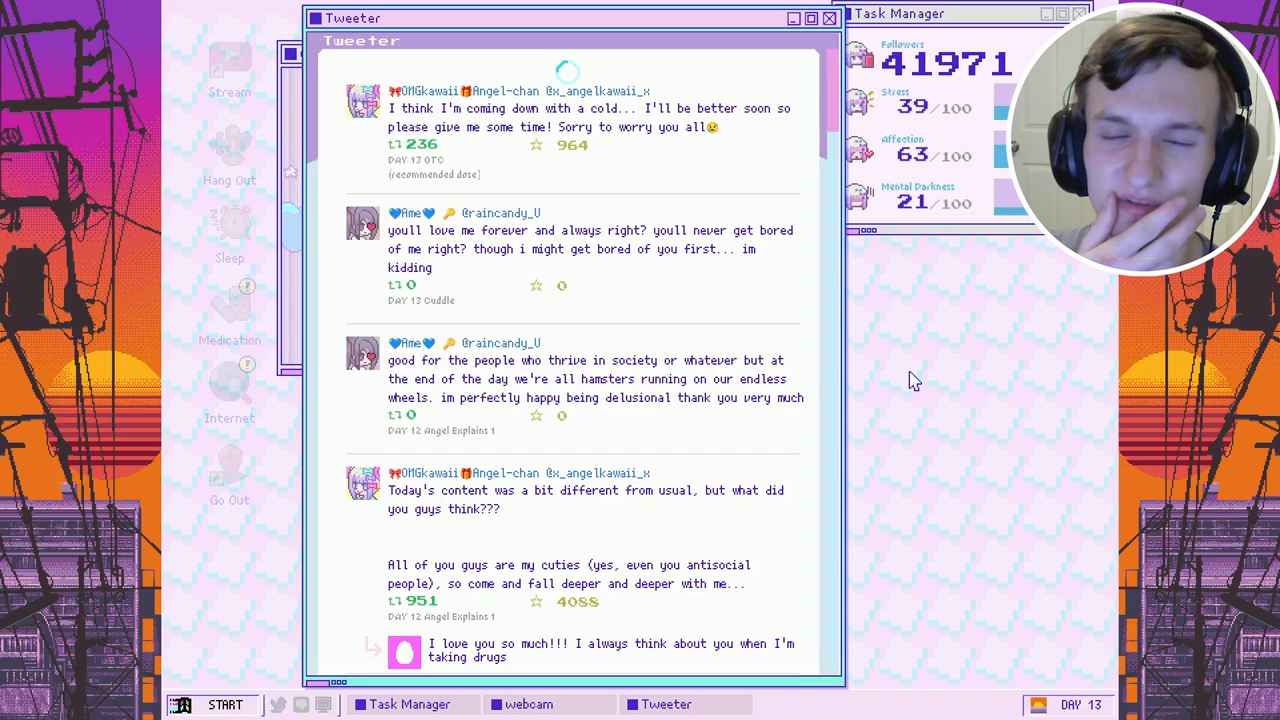 Tweeter
Tweeter
🎀OMGkawaii🎁Angel-chan @x_angelkawaii_x
I think I'm coming down with a cold... I'll be better soon so
please give me some time! Sorry to worry you all😢
236 964
DAY 13 OTC
(recommended dose)
💙Ame💙 🔑 @raincandy_U
youll love me forever and always right? youll never get bored
of me right? though i might get bored of you first... im
kidding
0 0
DAY 13 Cuddle
💙Ame💙 🔑 @raincandy_U
good for the people who thrive in society or whatever but at
the end of the day we're all hamsters running on our endless
wheels. im perfectly happy being delusional thank you very much
0 0
DAY 12 Angel Explains 1
🎀OMGkawaii🎁Angel-chan @x_angelkawaii_x
Today's content was a bit different from usual, but what did
you guys think???
All of you guys are my cuties (yes, even you antisocial
people), so come and fall deeper and deeper with me...
951 4088
DAY 12 Angel Explains 1
I love you so much!!! I always think about you when I'm
taking drugs
Task Manager
Followers
41971
Stress
39/100
Affection
63/100
Mental Darkness
21/100
Stream
Hang Out
Sleep
Medication
Internet
Go Out
START
Task Manager
webcam
Tweeter
DAY 13